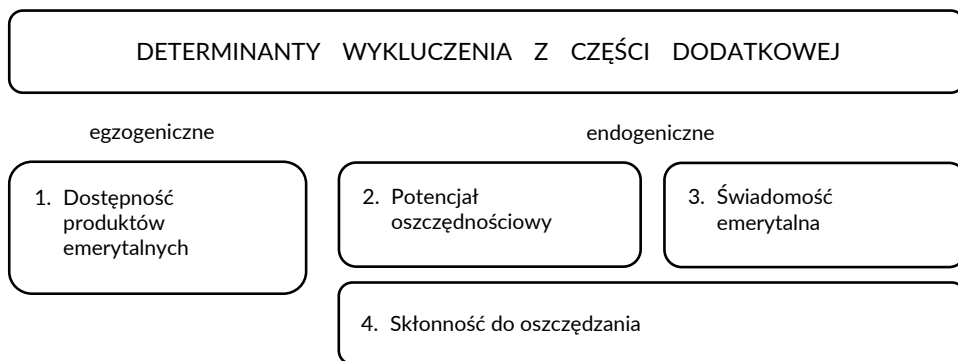 DETERMINANTY WYKLUCZENIA Z CZĘŚCI DODATKOWEJ
egzogeniczne
endogeniczne
1. Dostępność
produktów
emerytalnych
2. Potencjał
oszczędnościowy
3. Świadomość
emerytalna
4. Skłonność do oszczędzania